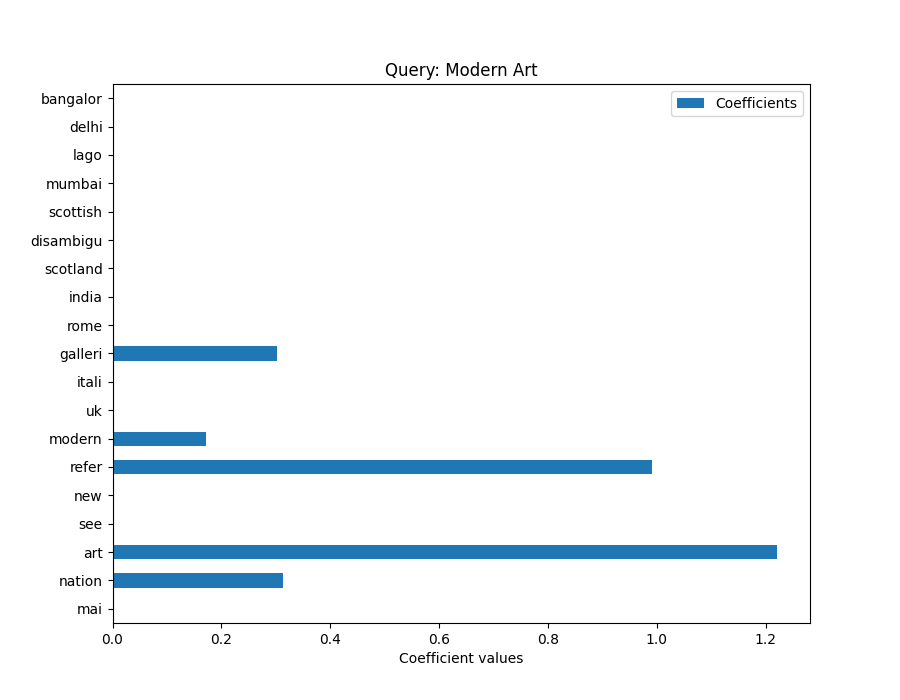 Query: Modern Art
Coefficients
bangalor
delhi
lago
mumbai
scottish
disambigu
scotland
india
rome
galleri
itali
uk
modern
refer
new
see
art
nation
mai
0.0 0.2 0.4 0.6 0.8 1.0 1.2
Coefficient values